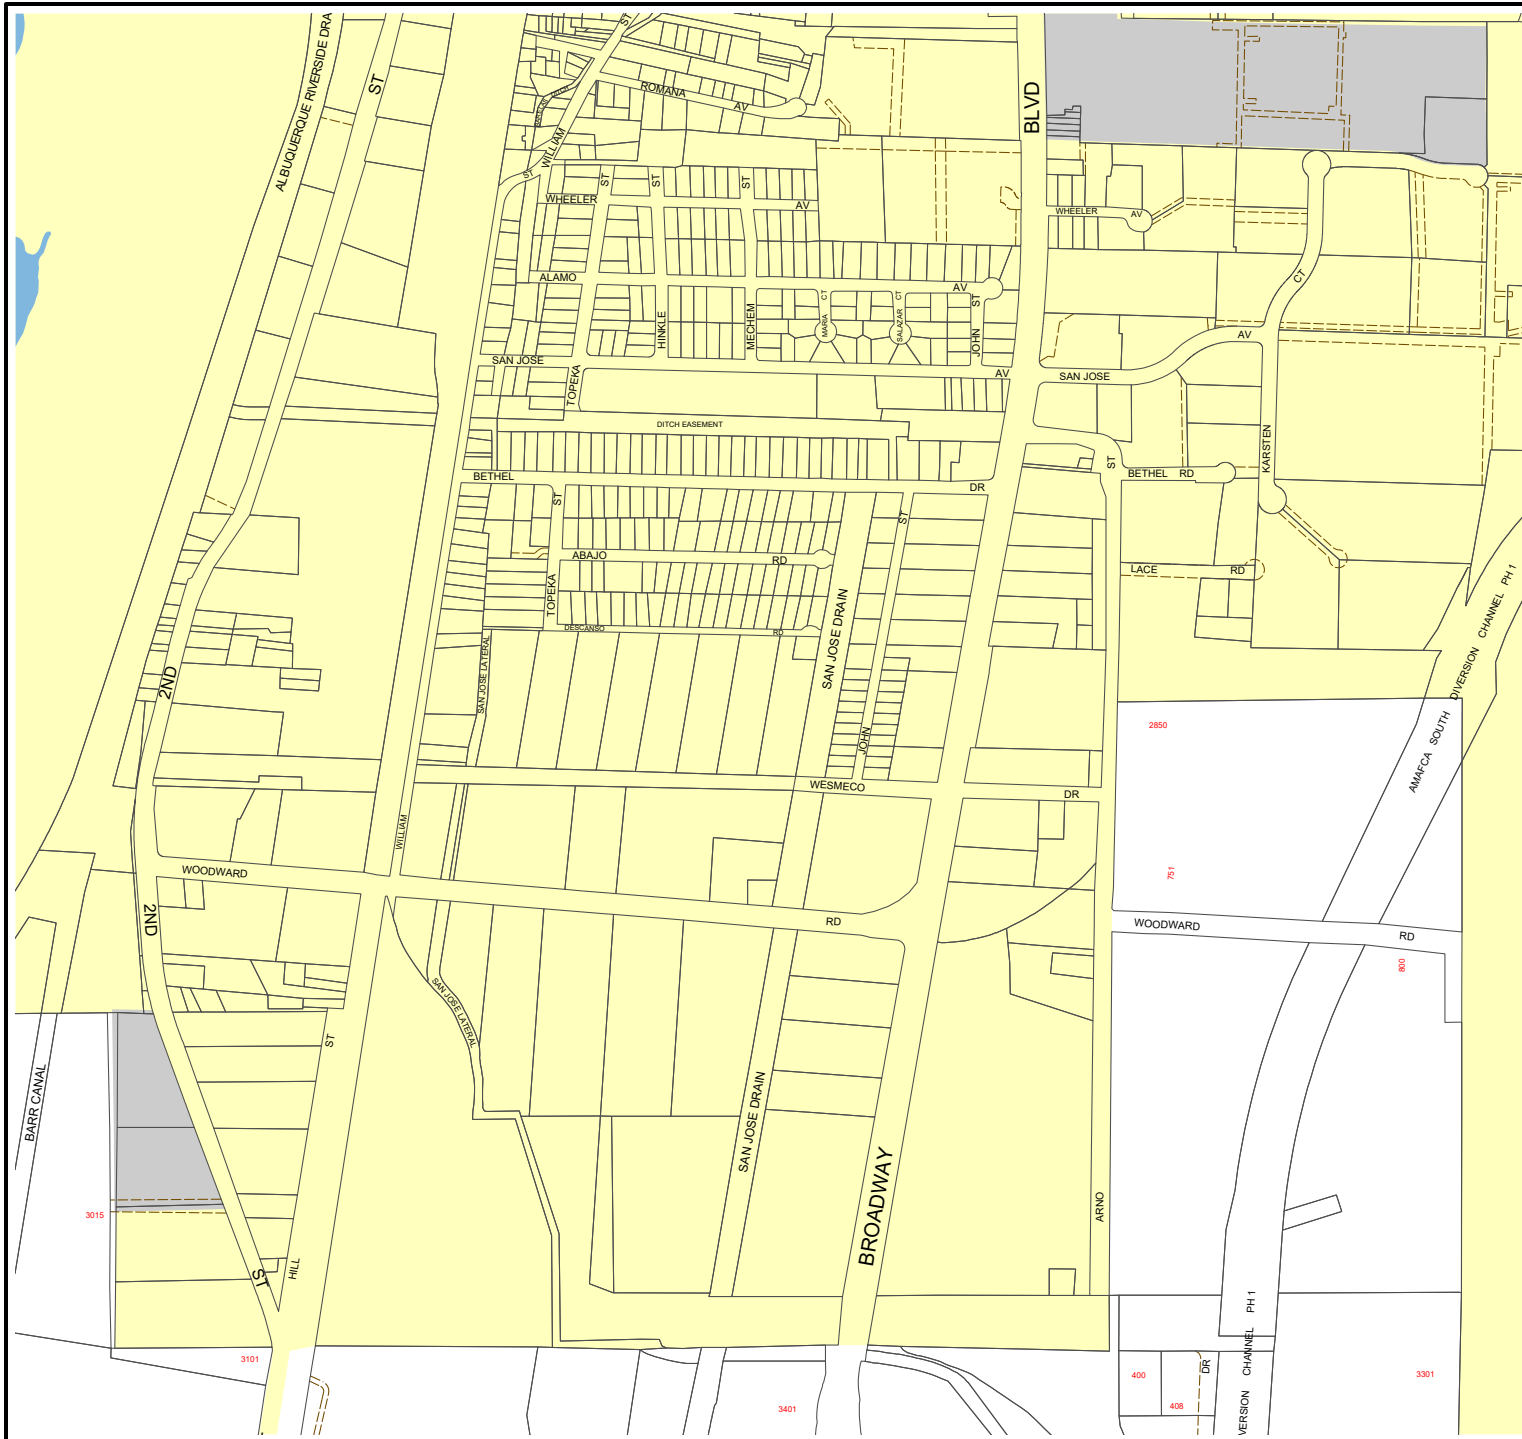 ST
ALBUQUERQUE RIVERSIDE DRA
ST
BLVD
ROMANA
AV
BARELAS DITCH
WILLIAM
ST
ST
ST
ST
WHEELER
AV
WHEELER
AV
ALAMO
AV
CT
MARIA
CT
SALAZAR
CT
ST
JOHN
HINKLE
MECHEM
SAN JOSE
AV
SAN JOSE
AV
TOPEKA
DITCH EASEMENT
KARSTEN
BETHEL
DR
ST
BETHEL RD
ST
ST
ABAJO
RD
LACE
RD
TOPEKA
DESCANSO
RD
SAN JOSE DRAIN
SAN JOSE LATERAL
2ND
JOHN
AMAFCA SOUTH DIVERSION CHANNEL PH 1
2850
WESMECO
DR
WILLIAM
WOODWARD
RD
751
2ND
WOODWARD
RD
800
SAN JOSE LATERAL
ST
BARR CANAL
SAN JOSE DRAIN
BROADWAY
ARNO
3015
HILL
ST
3101
3401
400
408
DR
VERSION CHANNEL PH 1
3301